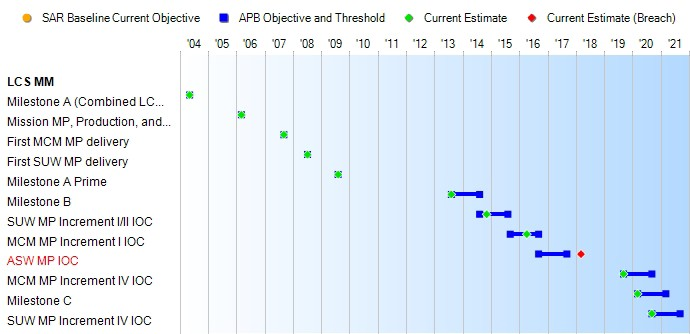 SAR Baseline Current Objective APB Objective and Threshold Current Estimate Current Estimate (Breach)
'04 '05 '06 '07 '08 '09 '10 '11 '12 '13 '14 '15 '16 '17 '18 '19 '20 '21
LCS MM
Milestone A (Combined LC...
Mission MP, Production, and...
First MCM MP delivery
First SUW MP delivery
Milestone A Prime
Milestone B
SUW MP Increment I/II IOC
MCM MP Increment I IOC
ASW MP IOC
MCM MP Increment IV IOC
Milestone C
SUW MP Increment IV IOC